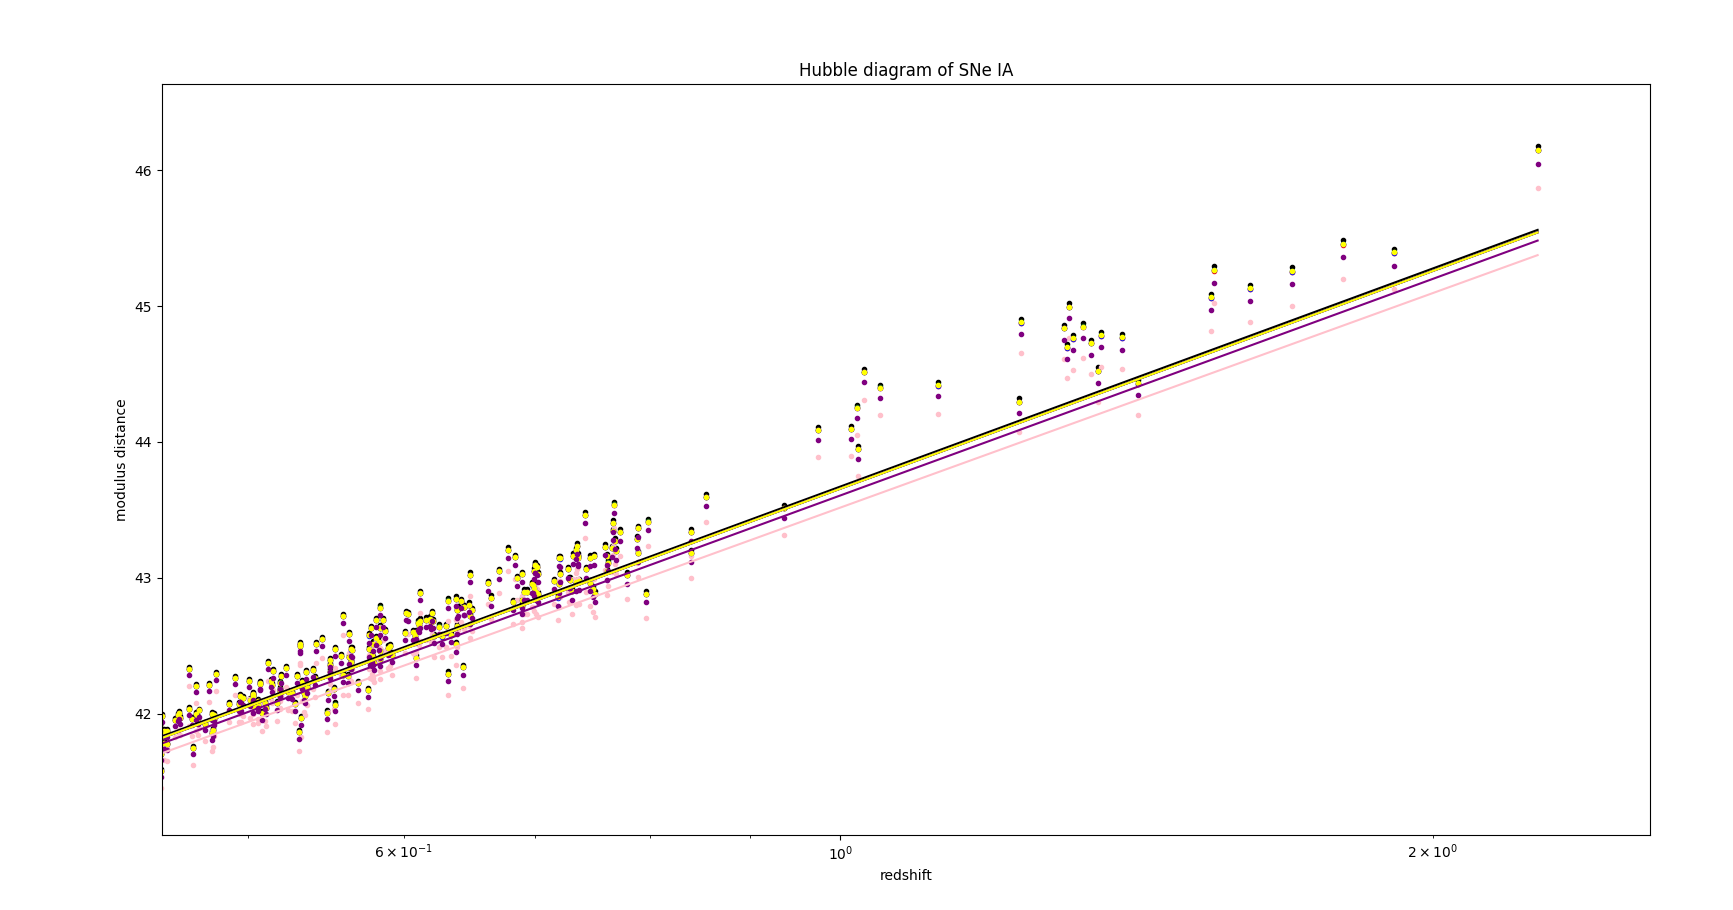 Hubble diagram of SNe IA
46
45
44
43
42
modulus distance
6 × 10⁻¹
10⁰
2 × 10⁰
redshift